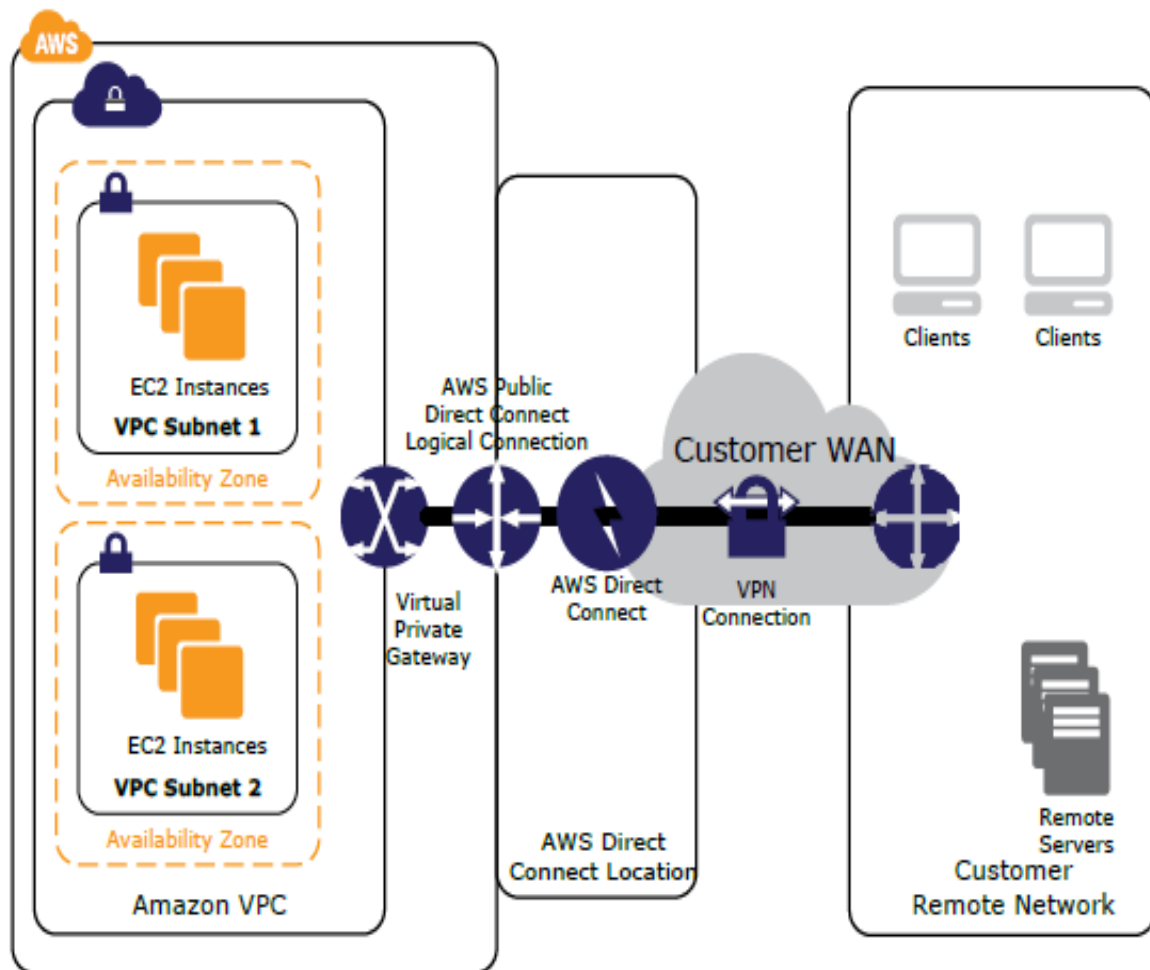 AWS
EC2 Instances
VPC Subnet 1
Availability Zone
EC2 Instances
VPC Subnet 2
Availability Zone
Amazon VPC
Virtual
Private
Gateway
AWS Public
Direct Connect
Logical Connection
AWS Direct
Connect
AWS Direct
Connect Location
Customer WAN
VPN
Connection
Clients
Clients
Remote
Servers
Customer
Remote Network